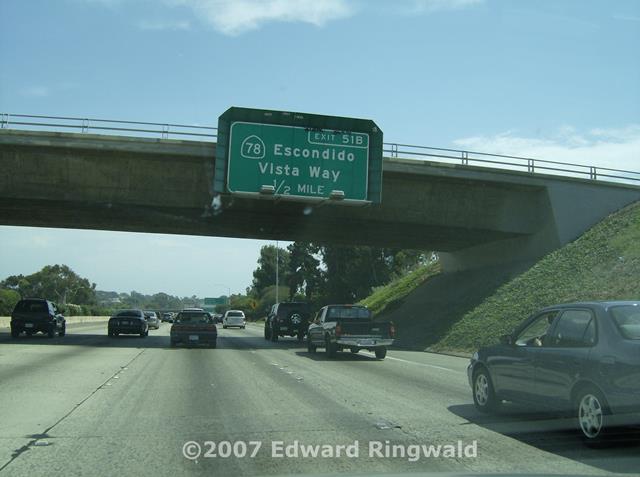 EXIT 51B
78 Escondido
Vista Way
1/2 MILE
©2007 Edward Ringwald